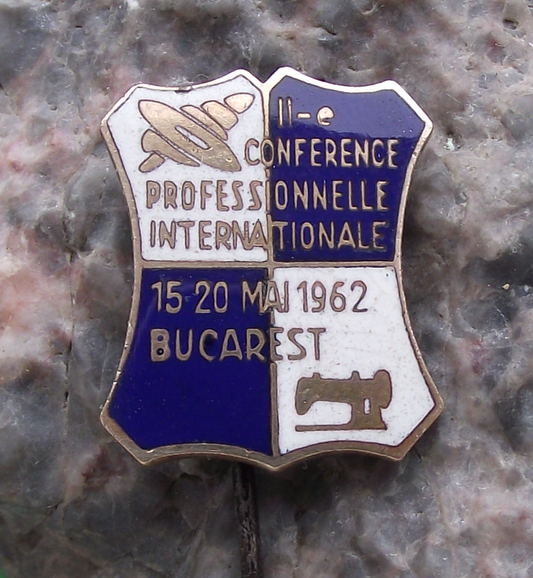 II-e
CONFERENCE
PROFESSIONNELLE
INTERNATIONALE
15 20 MAI 1962
BUCAREST